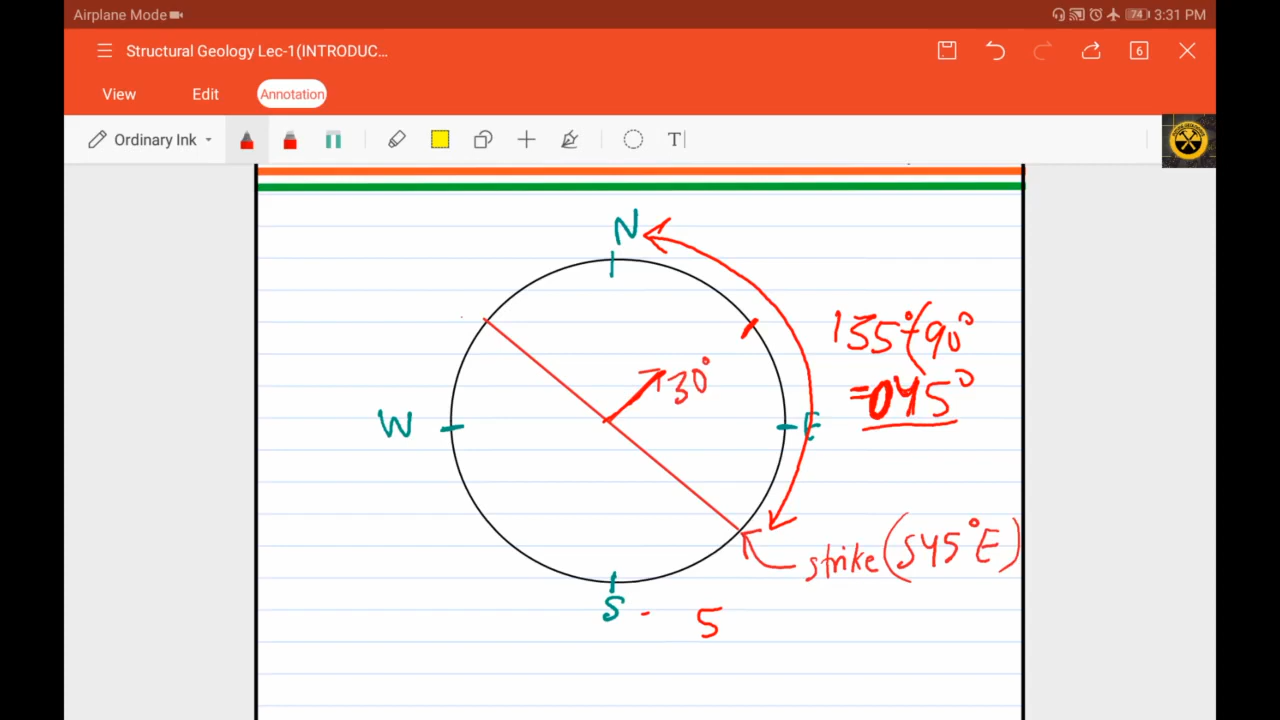 Airplane Mode
74 3:31 PM
Structural Geology Lec-1(INTRODUC...
6
View Edit Annotation
Ordinary Ink
T
N
135°(90°
30°
=045°
W
E
strike(S45°E)
S
5